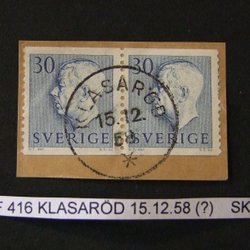 30 30
KLASARÖD
15.12.
58
SVERIGE SVERIGE
F 416 KLASARÖD 15.12.58 (?) SK